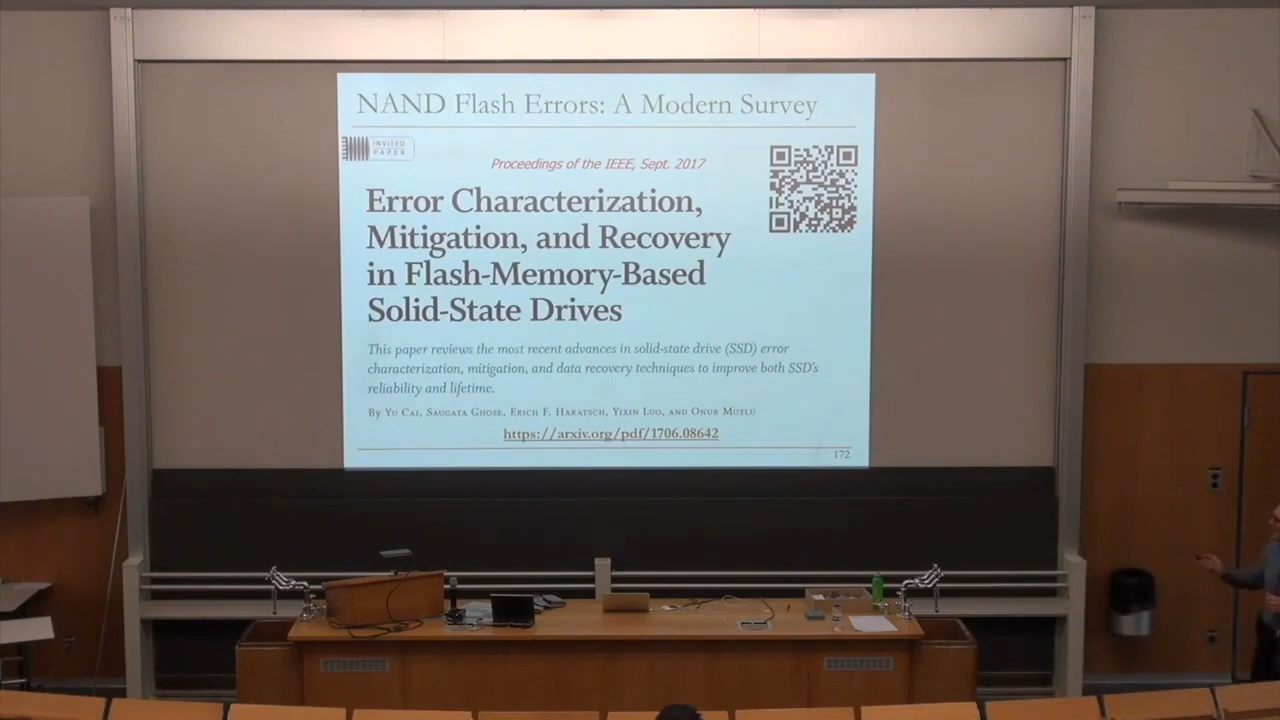 NAND Flash Errors: A Modern Survey
INVITED
PAPER
Proceedings of the IEEE, Sept. 2017
Error Characterization,
Mitigation, and Recovery
in Flash-Memory-Based
Solid-State Drives
This paper reviews the most recent advances in solid-state drive (SSD) error
characterization, mitigation, and data recovery techniques to improve both SSD's
reliability and lifetime.
By Yu Cai, Saugata Ghose, Erich F. Haratsch, Yixin Luo, and Onur Mutlu
https://arxiv.org/pdf/1706.08642
172